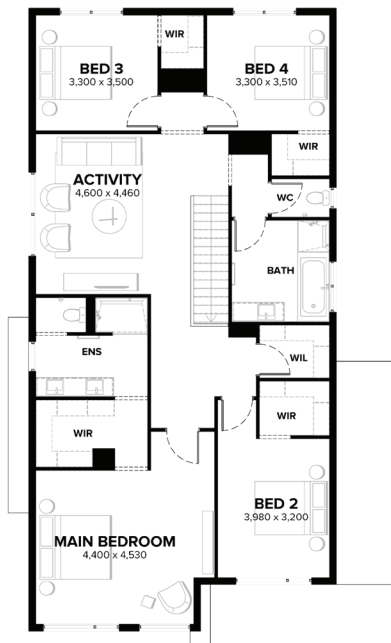 WIR
BED 3
3,300 x 3,500
BED 4
3,300 x 3,510
WIR
ACTIVITY
4,600 x 4,460
WC
BATH
ENS
WIL
WIR
WIR
BED 2
3,980 x 3,200
MAIN BEDROOM
4,400 x 4,530